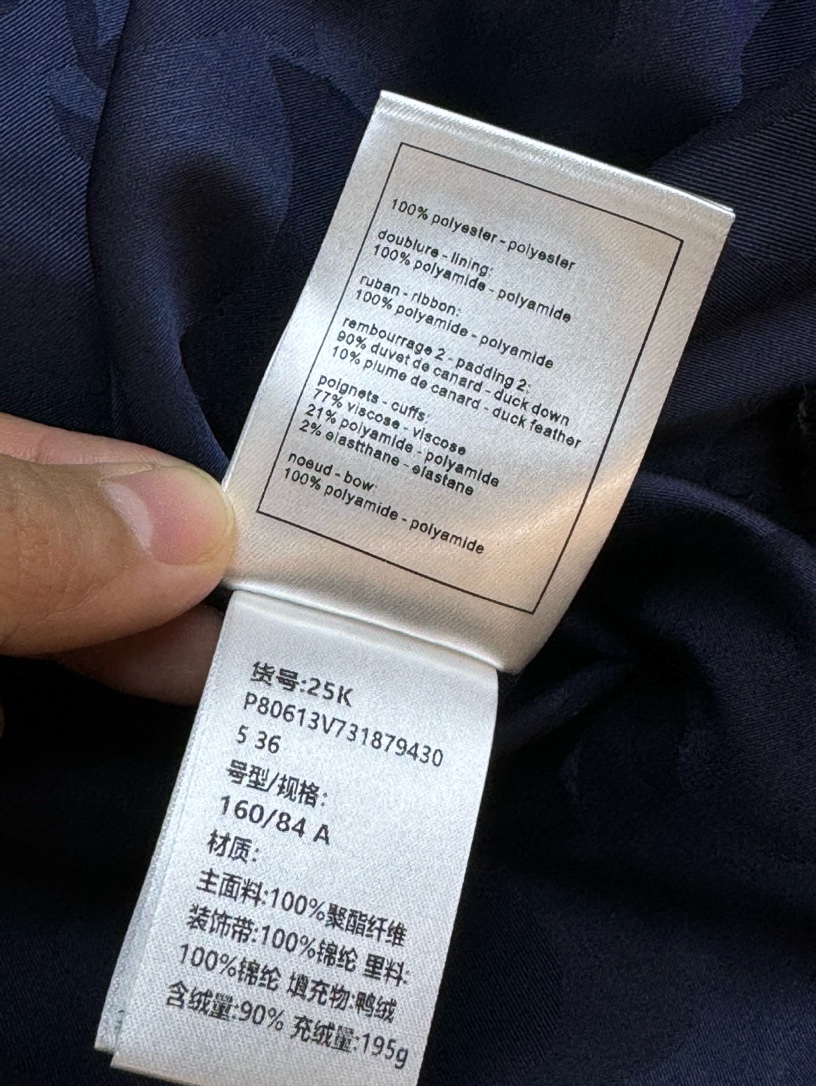 100% polyester - polyester
doublure - lining:
100% polyamide - polyamide
ruban - ribbon:
100% polyamide - polyamide
rembourrage 2 - padding 2:
90% duvet de canard - duck down
10% plume de canard - duck feather
poignets - cuffs:
77% viscose - viscose
21% polyamide - polyamide
2% elastthane - elastane
noeud - bow:
100% polyamide - polyamide
货号:25K
P80613V731879430
5 36
号型/规格:
160/84 A
材质:
主面料:100%聚酯纤维
装饰带:100%锦纶 里料:
100%锦纶 填充物:鸭绒
含绒量:90% 充绒量:195g